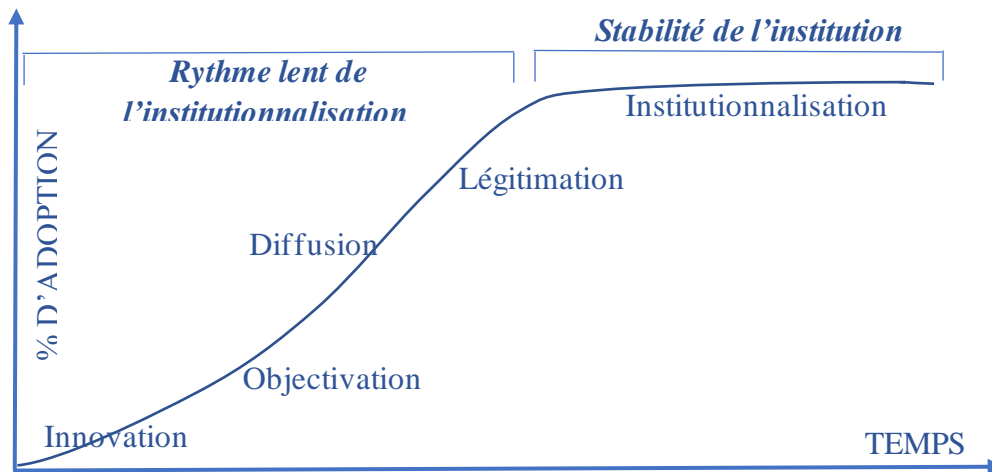 Stabilité de l’institution
Rythme lent de
l’institutionnalisation
Institutionnalisation
Légitimation
Diffusion
Objectivation
Innovation
% D’ADOPTION
TEMPS